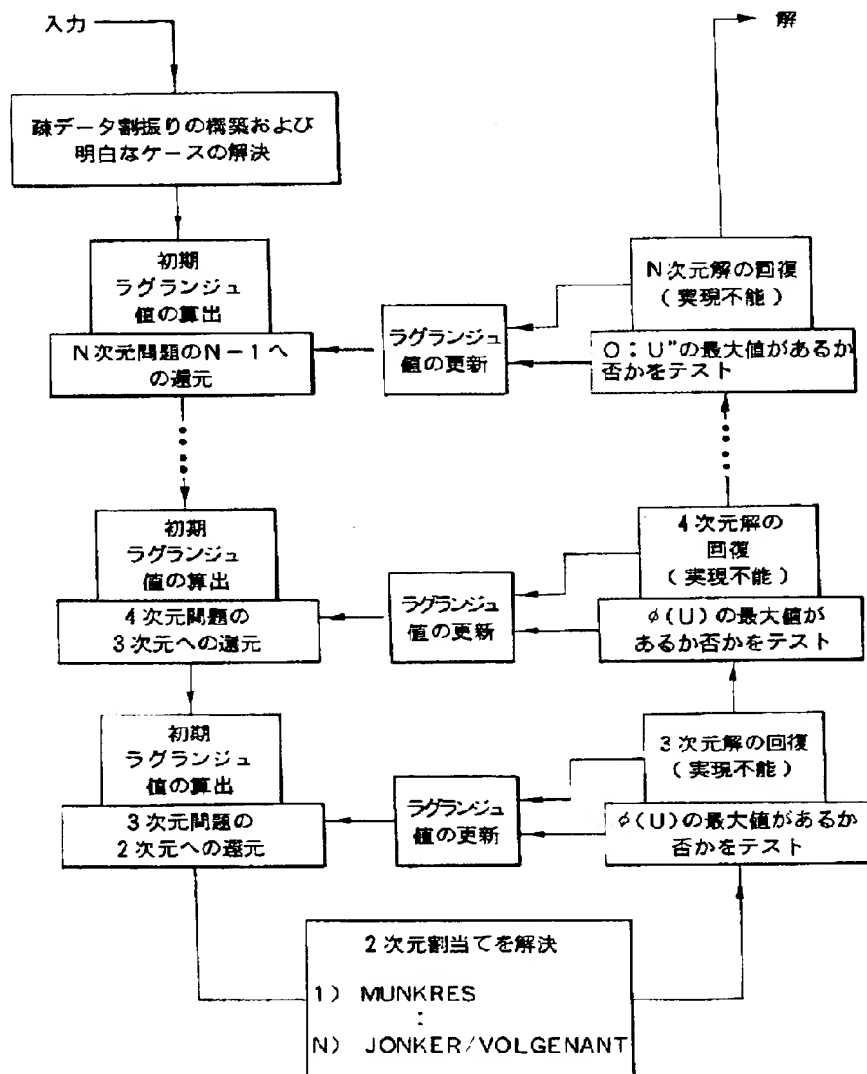 入力
解
疎データ割振りの構築および
明白なケースの解決
初期
ラグランジュ
値の算出
N次元問題のN-1へ
の還元
ラグランジュ
値の更新
N次元解の回復
(実現不能)
O:U"の最大値があるか
否かをテスト
初期
ラグランジュ
値の算出
4次元問題の
3次元への還元
ラグランジュ
値の更新
4次元解の
回復
(実現不能)
φ(U)の最大値が
あるか否かをテスト
初期
ラグランジュ
値の算出
3次元問題の
2次元への還元
ラグランジュ
値の更新
3次元解の回復
(実現不能)
φ(U)の最大値があるか
否かをテスト
2次元割当てを解決
1) MUNKRES
:
N) JONKER/VOLGENANT